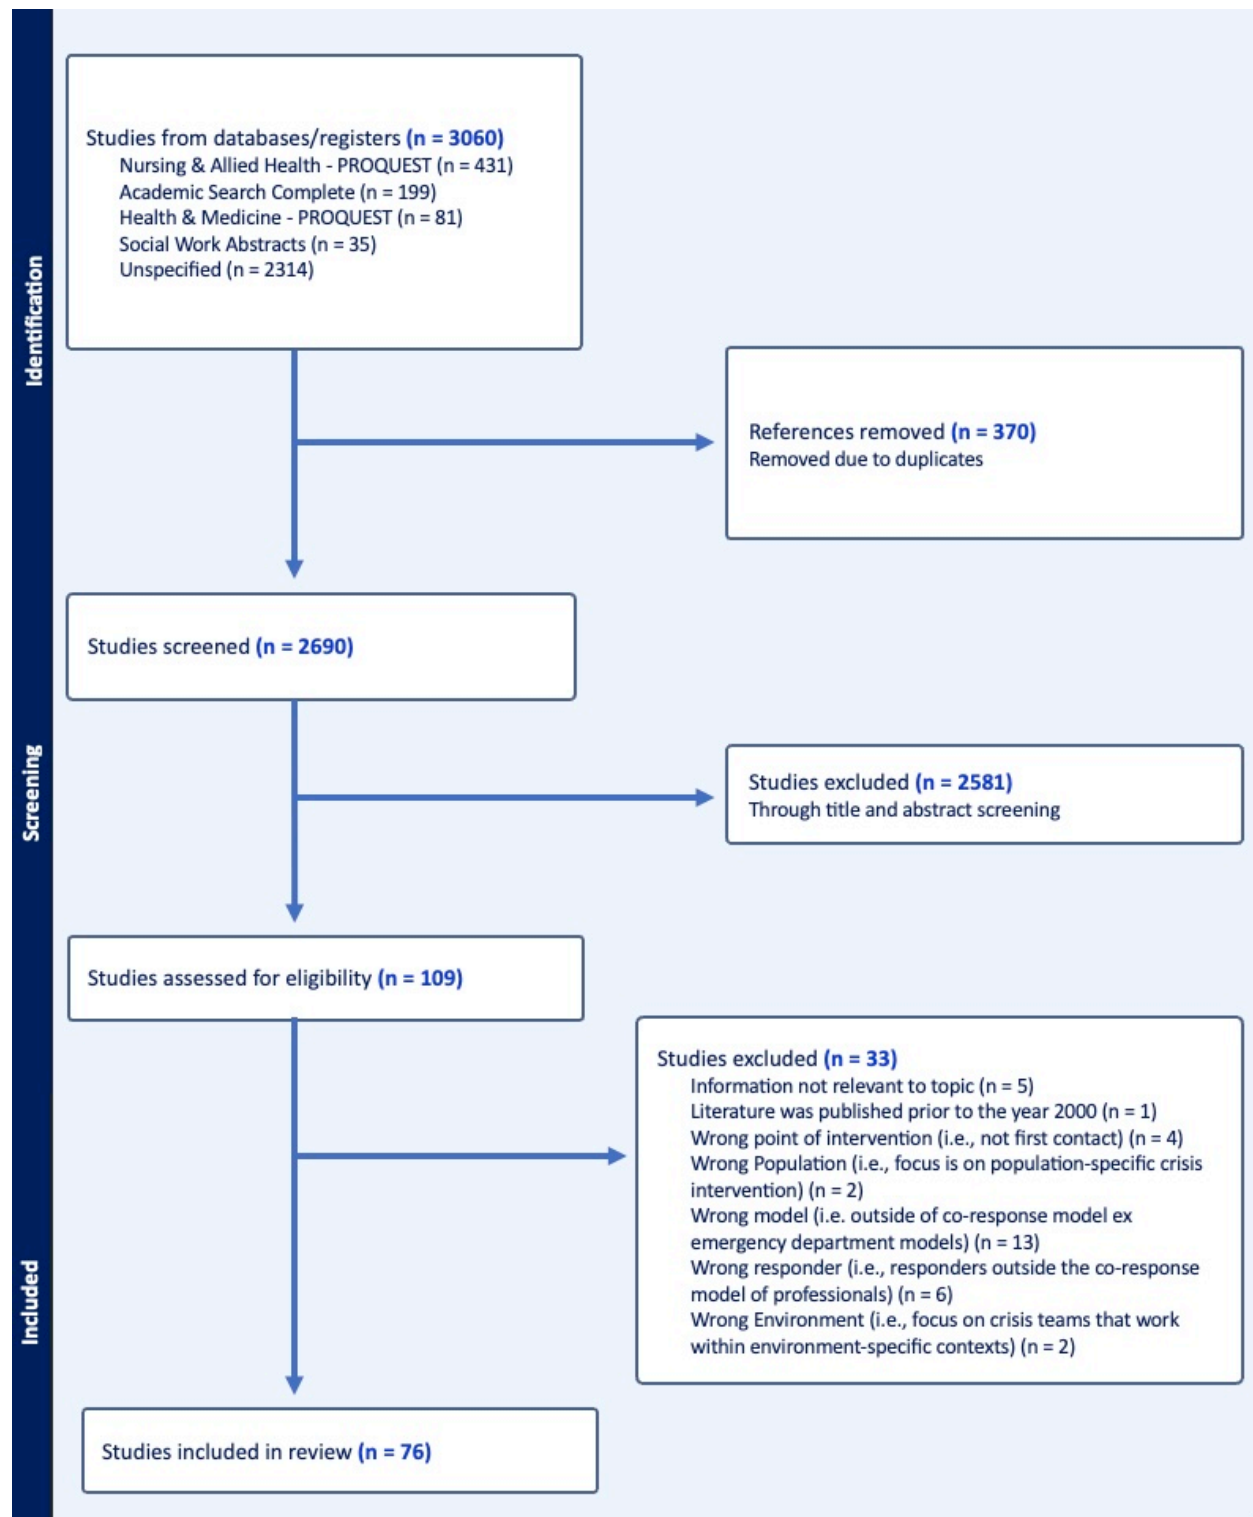 Identification
Studies from databases/registers (n = 3060)
Nursing & Allied Health - PROQUEST (n = 431)
Academic Search Complete (n = 199)
Health & Medicine - PROQUEST (n = 81)
Social Work Abstracts (n = 35)
Unspecified (n = 2314)
References removed (n = 370)
Removed due to duplicates
Screening
Studies screened (n = 2690)
Studies excluded (n = 2581)
Through title and abstract screening
Studies assessed for eligibility (n = 109)
Studies excluded (n = 33)
Information not relevant to topic (n = 5)
Literature was published prior to the year 2000 (n = 1)
Wrong point of intervention (i.e., not first contact) (n = 4)
Wrong Population (i.e., focus is on population-specific crisis
intervention) (n = 2)
Wrong model (i.e. outside of co-response model ex
emergency department models) (n = 13)
Wrong responder (i.e., responders outside the co-response
model of professionals) (n = 6)
Wrong Environment (i.e., focus on crisis teams that work
within environment-specific contexts) (n = 2)
Included
Studies included in review (n = 76)